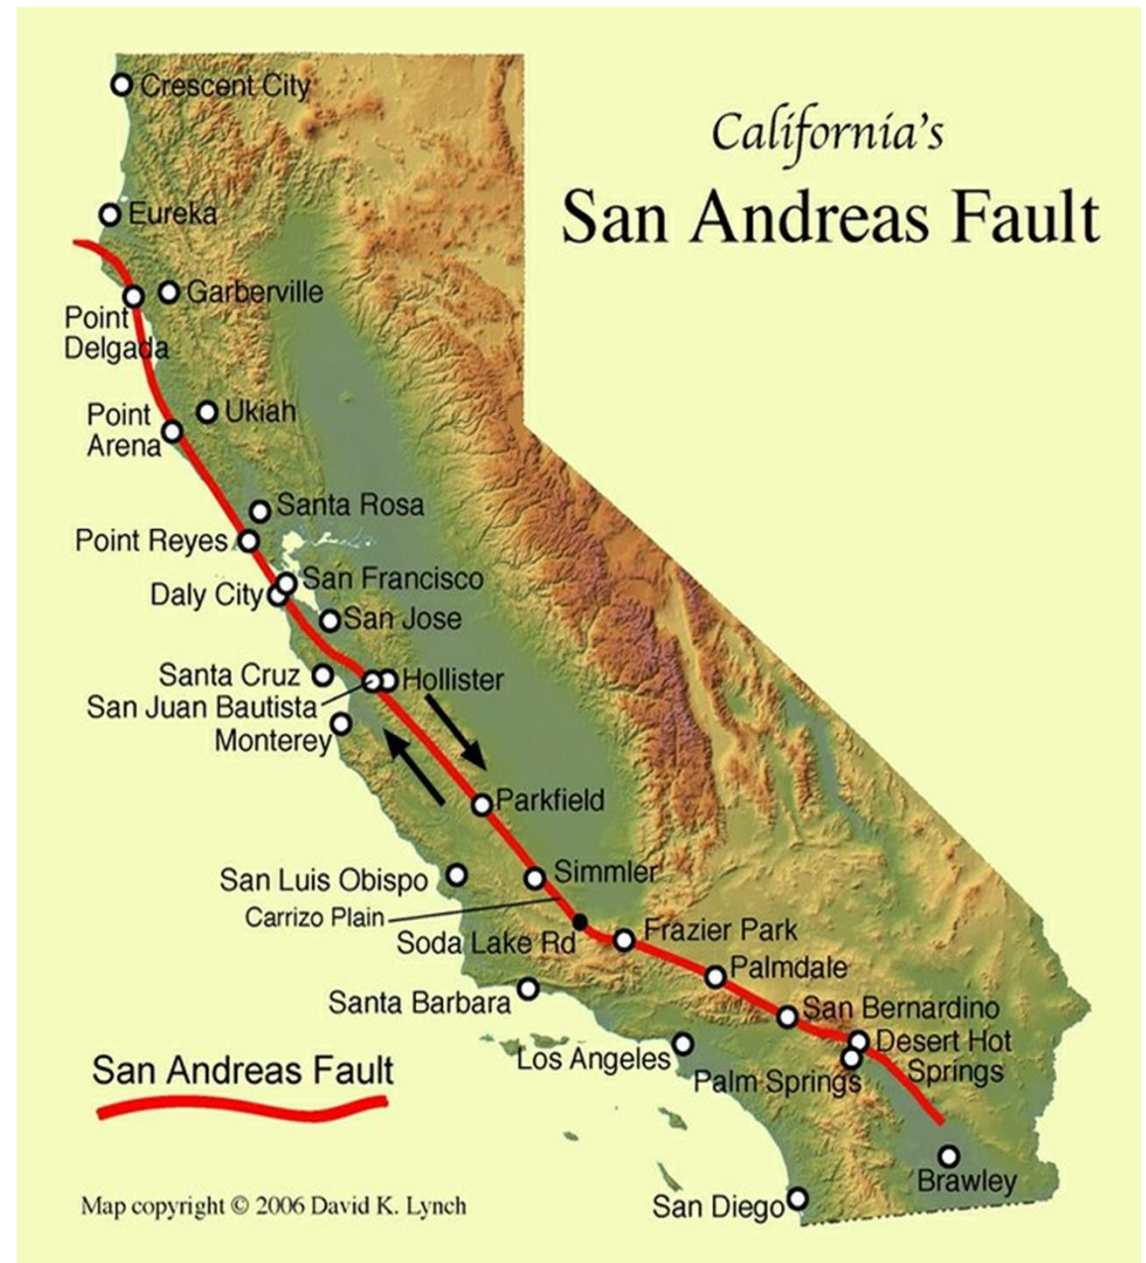 California's
San Andreas Fault
Crescent City
Eureka
Garberville
Point
Delgada
Ukiah
Point
Arena
Santa Rosa
Point Reyes
San Francisco
Daly City
San Jose
Santa Cruz
Hollister
San Juan Bautista
Monterey
Parkfield
Simmler
San Luis Obispo
Carrizo Plain
Soda Lake Rd
Frazier Park
Palmdale
Santa Barbara
San Bernardino
Desert Hot
Springs
Los Angeles
Palm Springs
San Andreas Fault
Brawley
San Diego
Map copyright © 2006 David K. Lynch